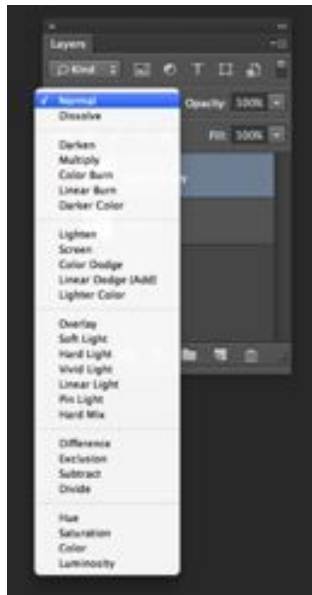 Layers
Kind
Normal
Opacity: 100%
Dissolve
Fill: 100%
Darken
Multiply
Color Burn
Linear Burn
Darker Color
Lighten
Screen
Color Dodge
Linear Dodge (Add)
Lighter Color
Overlay
Soft Light
Hard Light
Vivid Light
Linear Light
Pin Light
Hard Mix
Difference
Exclusion
Subtract
Divide
Hue
Saturation
Color
Luminosity